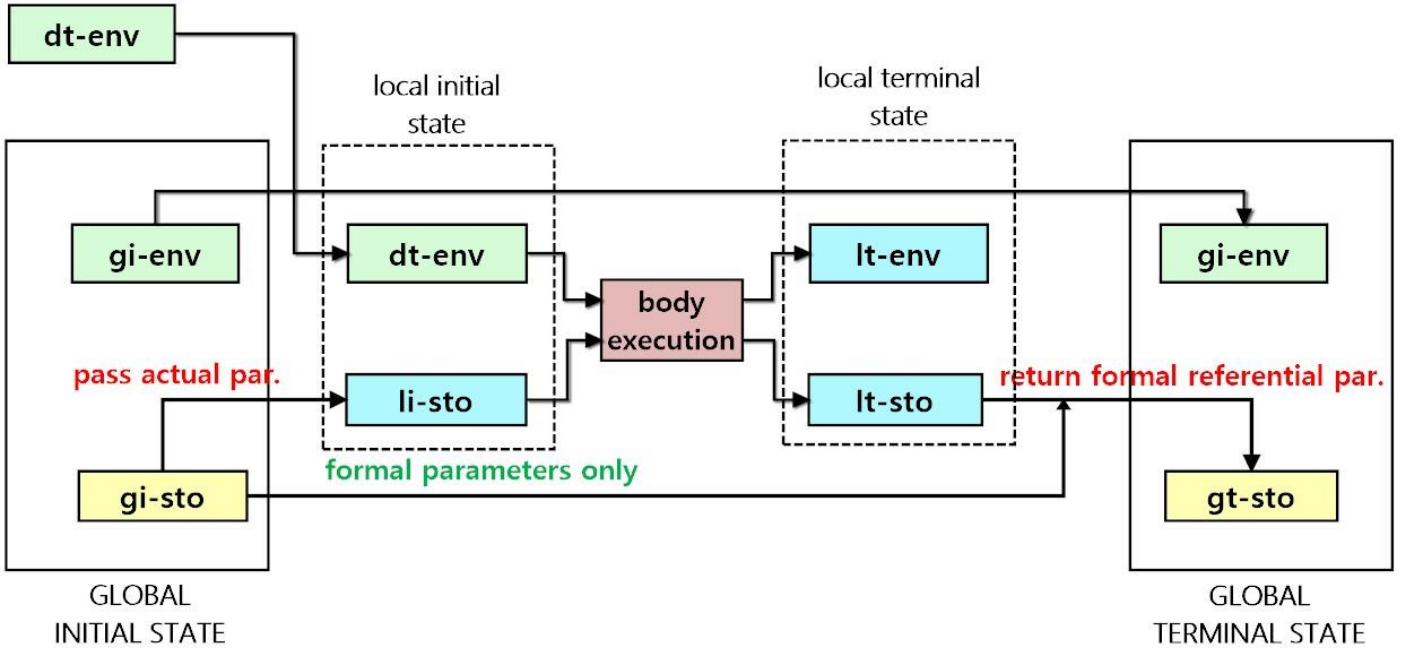 dt-env
local initial
state
local terminal
state
gi-env
dt-env
lt-env
gi-env
body
execution
pass actual par.
return formal referential par.
li-sto
lt-sto
formal parameters only
gi-sto
gt-sto
GLOBAL
INITIAL STATE
GLOBAL
TERMINAL STATE